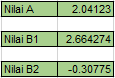 Nilai A 2.04123
Nilai B1 2.664274
Nilai B2 -0.30775